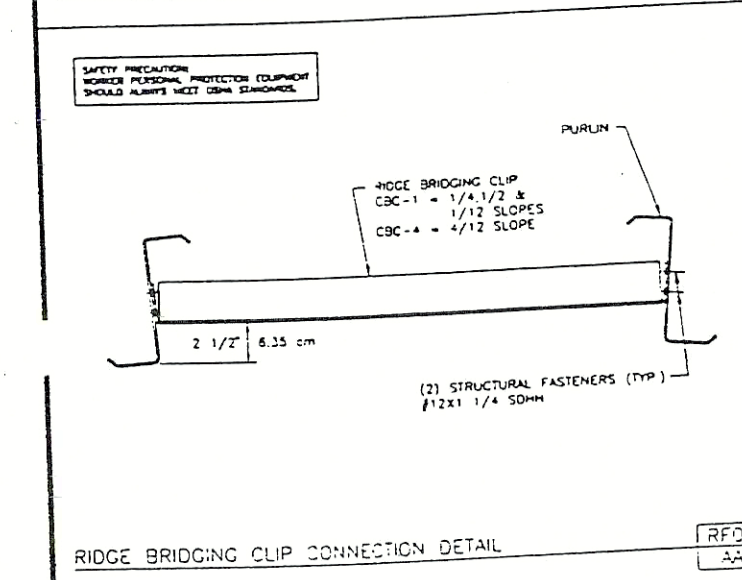 SAFETY PRECAUTION:
WORKER PERSONAL PROTECTION EQUIPMENT
SHOULD ALWAYS MEET OSHA STANDARDS.
PURLIN
RIDGE BRIDGING CLIP
CBC-1 = 1/4,1/2 &
1/12 SLOPES
CBC-4 = 4/12 SLOPE
2 1/2" 6.35 cm
(2) STRUCTURAL FASTENERS (TYP.)
#12X1 1/4 SDHH
RIDGE BRIDGING CLIP CONNECTION DETAIL